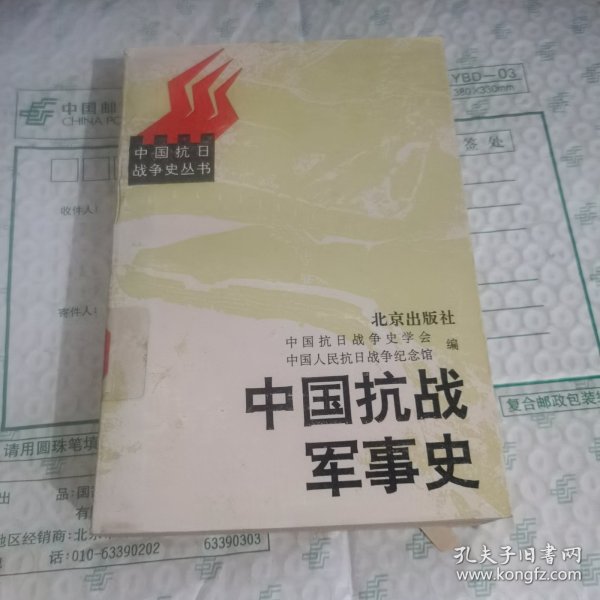 中国抗日
战争史丛书
北京出版社
中国抗日战争史学会
中国人民抗日战争纪念馆
编
中国抗战
军事史
中国邮
CHINA PO
YBD-03
380X330mm
签处
收件人:
寄件人:
复合邮政包装
请用圆珠笔填
出 品:国
地区经销商:北京
话:010-63390202
63390303
孔夫子旧书网
www.kongfz.com